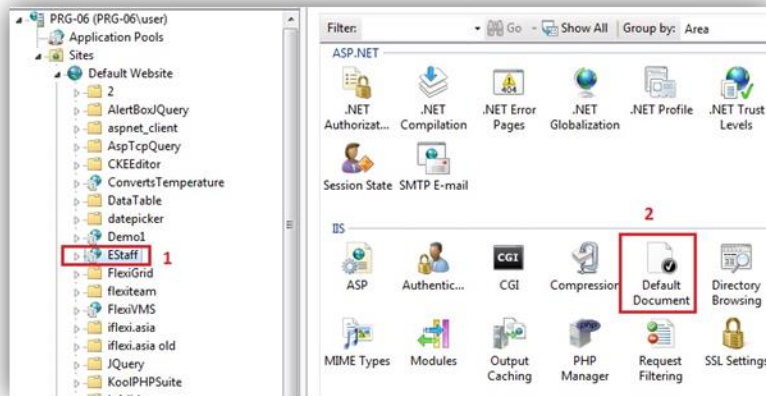 PRG-06 (PRG-06\user)
Application Pools
Sites
Default Website
2
AlertBoxJQuery
aspnet_client
AspTcpQuery
CKEEditor
ConvertsTemperature
DataTable
datepicker
Demo1
EStaff 1
FlexiGrid
flexiteam
FlexiVMS
iflexi.asia
iflexi.asia old
JQuery
KoolPHPSuite
Filter: Go Show All Group by: Area
ASP.NET
404
.NET Authorizat...
.NET Compilation
.NET Error Pages
.NET Globalization
.NET Profile
.NET Trust Levels
Session State
SMTP E-mail
2
IIS
ASP
Authentic...
CGI
CGI
Compression
Default Document
Directory Browsing
MIME Types
Modules
Output Caching
php
PHP Manager
Request Filtering
SSL Settings